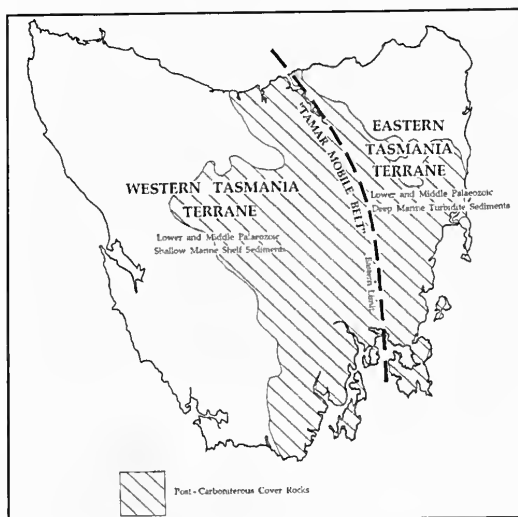 EASTERN
TASMANIA
TERRANE
Lower and Middle Palaeozoic
Deep Marine Turbidite Sediments
"TAMAR MOBILE BELT"
WESTERN TASMANIA
TERRANE
Lower and Middle Palaeozoic
Shallow Marine Shelf Sediments
Eastern Limit
Post - Carboniferous Cover Rocks